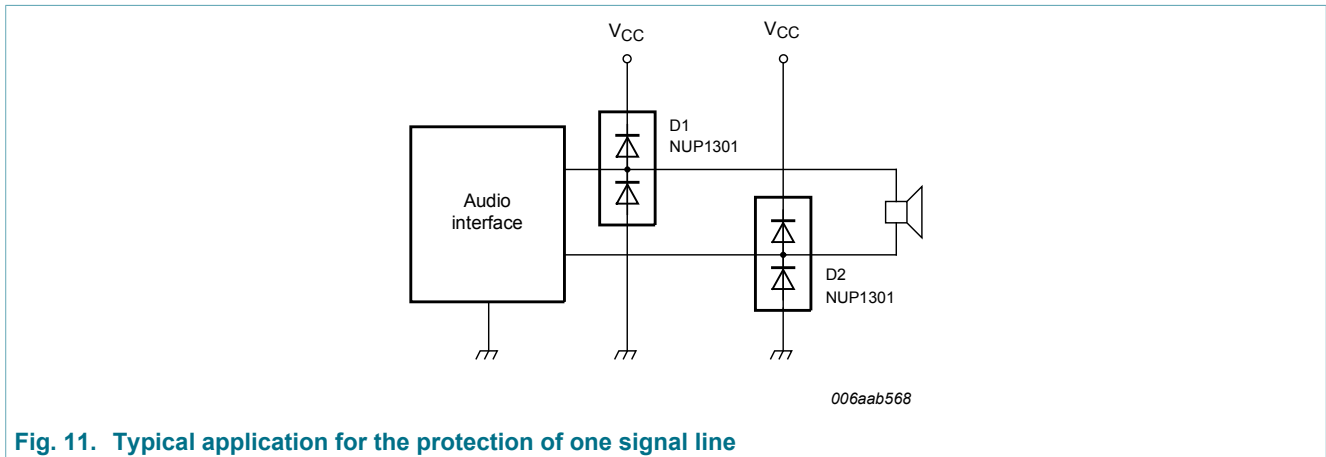 VCC
VCC
D1
NUP1301
Audio
interface
D2
NUP1301
006aab568
Fig. 11. Typical application for the protection of one signal line